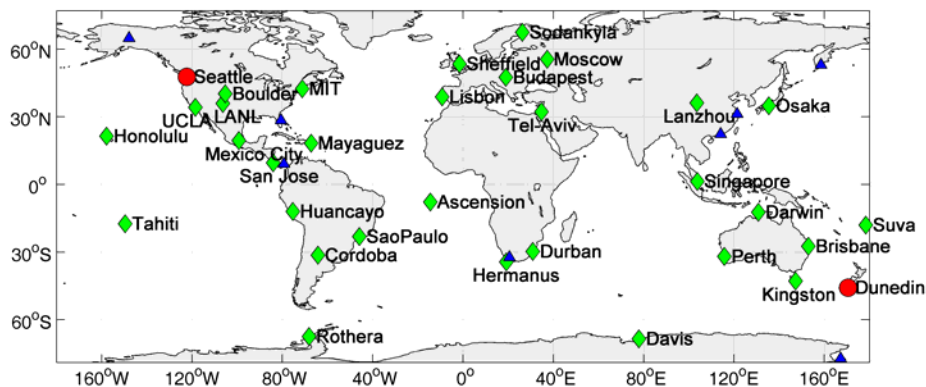 60°N
Sodankyla
Moscow
Sheffield
Seattle
Budapest
Boulder
MIT
Lisbon
Osaka
30°N
UCLA
LANL
Tel-Aviv
Lanzhou
Honolulu
Mexico City
Mayaguez
San Jose
Singapore
0°
Ascension
Huancayo
Darwin
Tahiti
Suva
SaoPaulo
Brisbane
30°S
Cordoba
Durban
Perth
Hermanus
Kingston
Dunedin
60°S
Rothera
Davis
160°W 120°W 80°W 40°W 0° 40°E 80°E 120°E 160°E